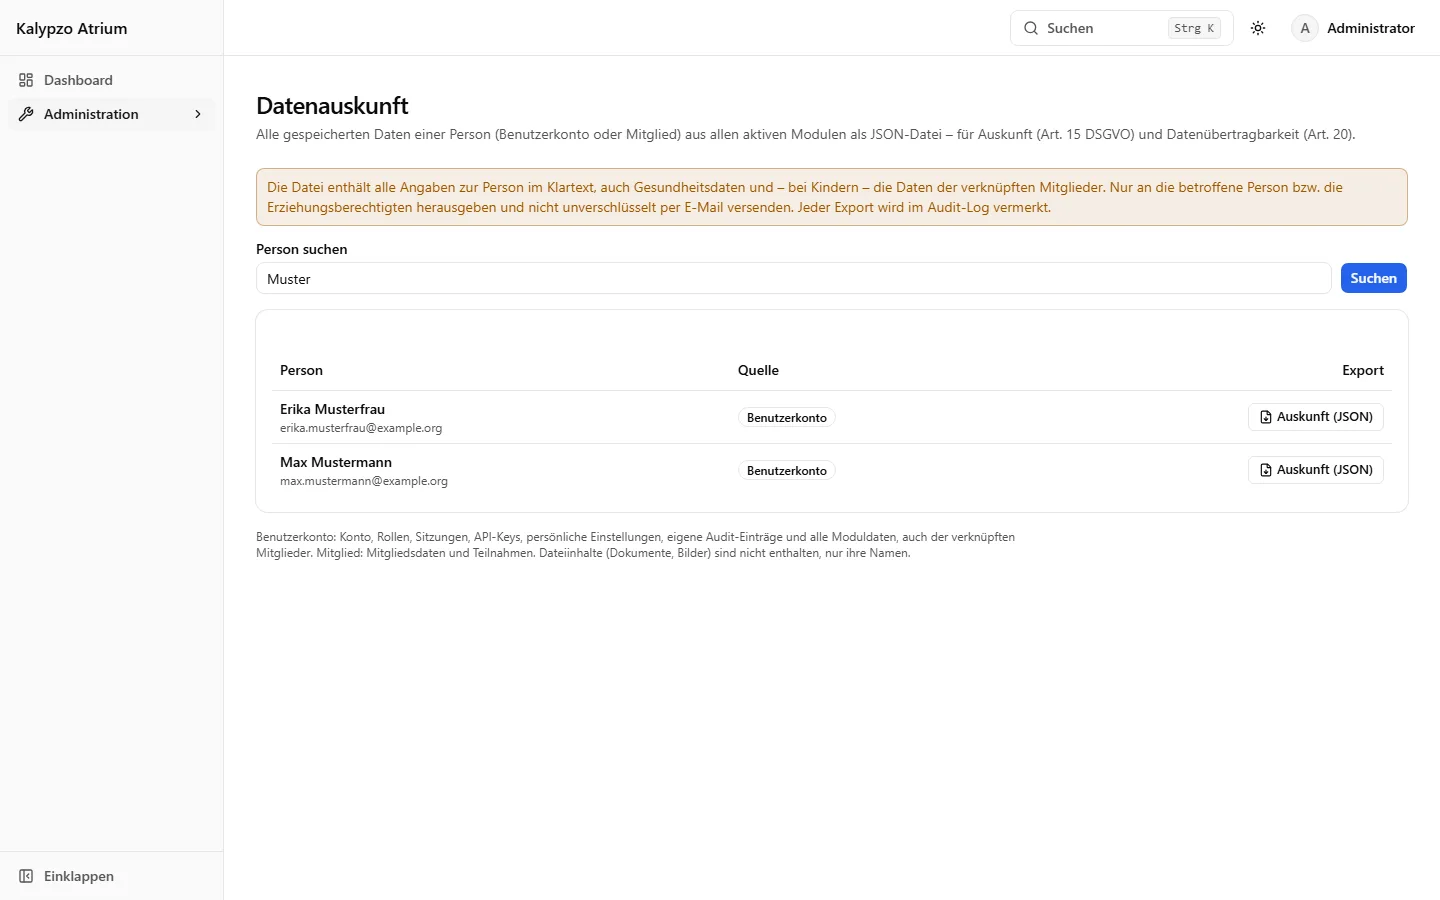 Kalypzo Atrium
Suchen
Strg K
A
Administrator
Dashboard
Administration
Datenauskunft
Alle gespeicherten Daten einer Person (Benutzerkonto oder Mitglied) aus allen aktiven Modulen als JSON-Datei – für Auskunft (Art. 15 DSGVO) und Datenübertragbarkeit (Art. 20).
Die Datei enthält alle Angaben zur Person im Klartext, auch Gesundheitsdaten und – bei Kindern – die Daten der verknüpften Mitglieder. Nur an die betroffene Person bzw. die
Erziehungsberechtigten herausgeben und nicht unverschlüsselt per E-Mail versenden. Jeder Export wird im Audit-Log vermerkt.
Person suchen
Muster
Suchen
Person Quelle Export
Erika Musterfrau
erika.musterfrau@example.org
Benutzerkonto
Auskunft (JSON)
Max Mustermann
max.mustermann@example.org
Benutzerkonto
Auskunft (JSON)
Benutzerkonto: Konto, Rollen, Sitzungen, API-Keys, persönliche Einstellungen, eigene Audit-Einträge und alle Moduldaten, auch der verknüpften
Mitglieder. Mitglied: Mitgliedsdaten und Teilnahmen. Dateiinhalte (Dokumente, Bilder) sind nicht enthalten, nur ihre Namen.
Einklappen